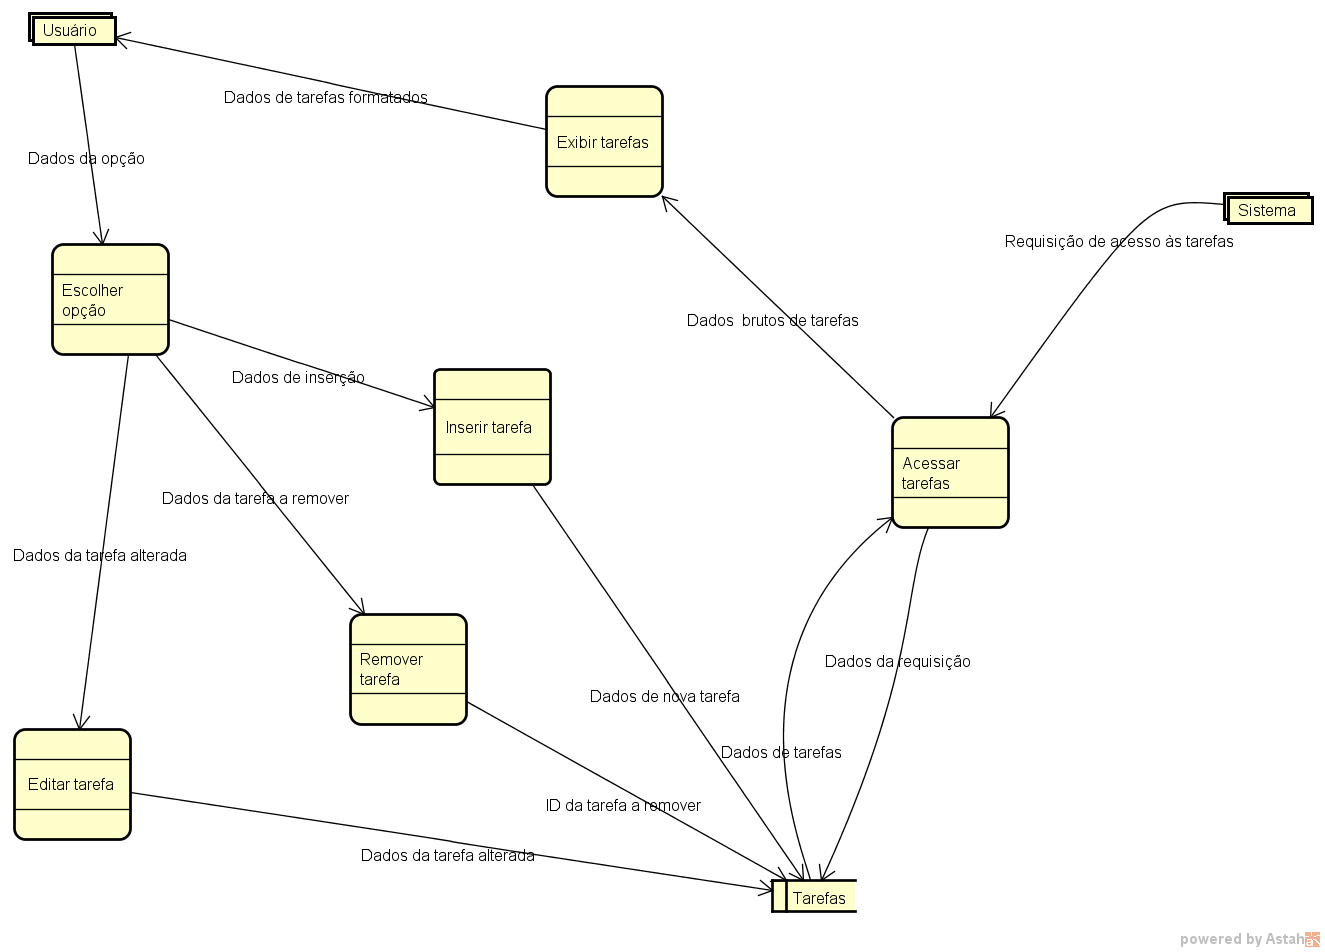 Usuário
Dados de tarefas formatados
Exibir tarefas
Dados da opção
Sistema
Requisição de acesso às tarefas
Escolher
opção
Dados  brutos de tarefas
Dados de inserção
Inserir tarefa
Acessar
tarefas
Dados da tarefa a remover
Dados da tarefa alterada
Remover
tarefa
Dados da requisição
Dados de nova tarefa
Dados de tarefas
Editar tarefa
ID da tarefa a remover
Dados da tarefa alterada
Tarefas
powered by Astah